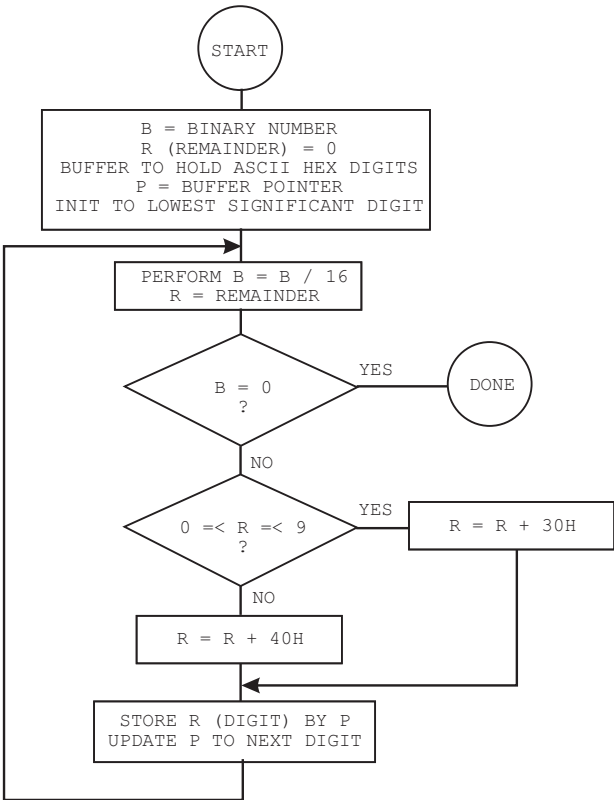 START
B = BINARY NUMBER
R (REMAINDER) = 0
BUFFER TO HOLD ASCII HEX DIGITS
P = BUFFER POINTER
INIT TO LOWEST SIGNIFICANT DIGIT
PERFORM B = B / 16
R = REMAINDER
B = 0
?
YES
DONE
NO
0 =< R =< 9
?
YES
R = R + 30H
NO
R = R + 40H
STORE R (DIGIT) BY P
UPDATE P TO NEXT DIGIT